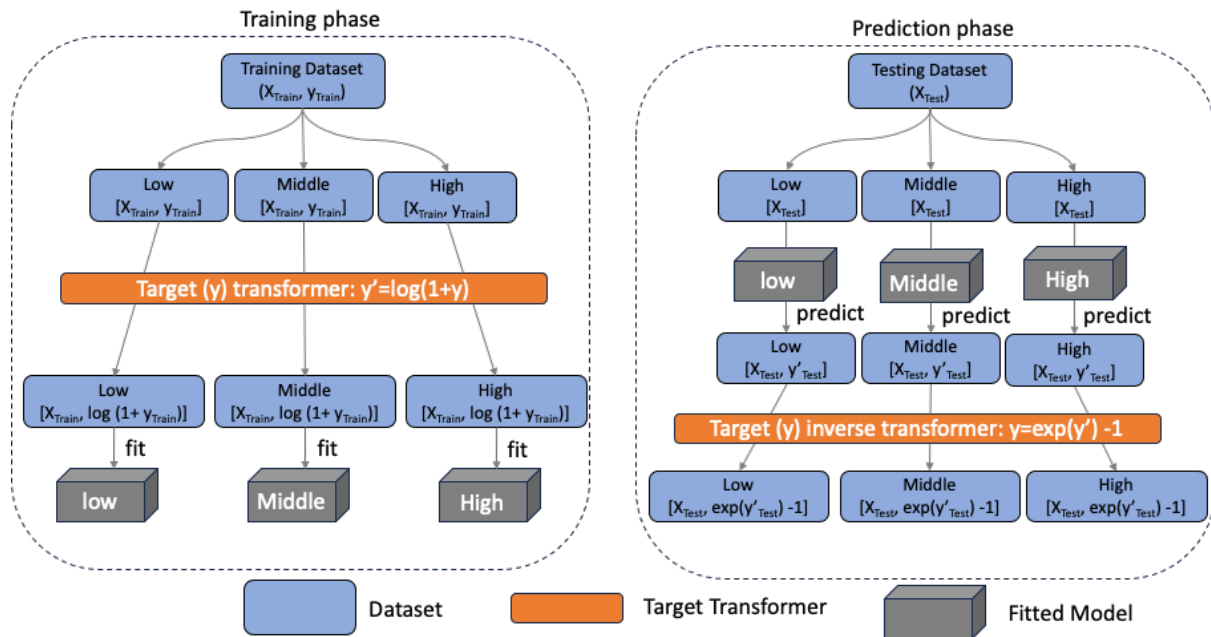 Training phase
Training Dataset
(X_Train, y_Train)
Low
[X_Train, y_Train]
Middle
[X_Train, y_Train]
High
[X_Train, y_Train]
Target (y) transformer: y’=log(1+y)
Low
[X_Train, log (1+ y_Train)]
Middle
[X_Train, log (1+ y_Train)]
High
[X_Train, log (1+ y_Train)]
fit
fit
fit
low
Middle
High
Prediction phase
Testing Dataset
(X_Test)
Low
[X_Test]
Middle
[X_Test]
High
[X_Test]
low
Middle
High
predict
predict
predict
Low
[X_Test, y’_Test]
Middle
[X_Test, y’_Test]
High
[X_Test, y’_Test]
Target (y) inverse transformer: y=exp(y’) -1
Low
[X_Test, exp(y’_Test) -1]
Middle
[X_Test, exp(y’_Test) -1]
High
[X_Test, exp(y’_Test) -1]
Dataset
Target Transformer
Fitted Model